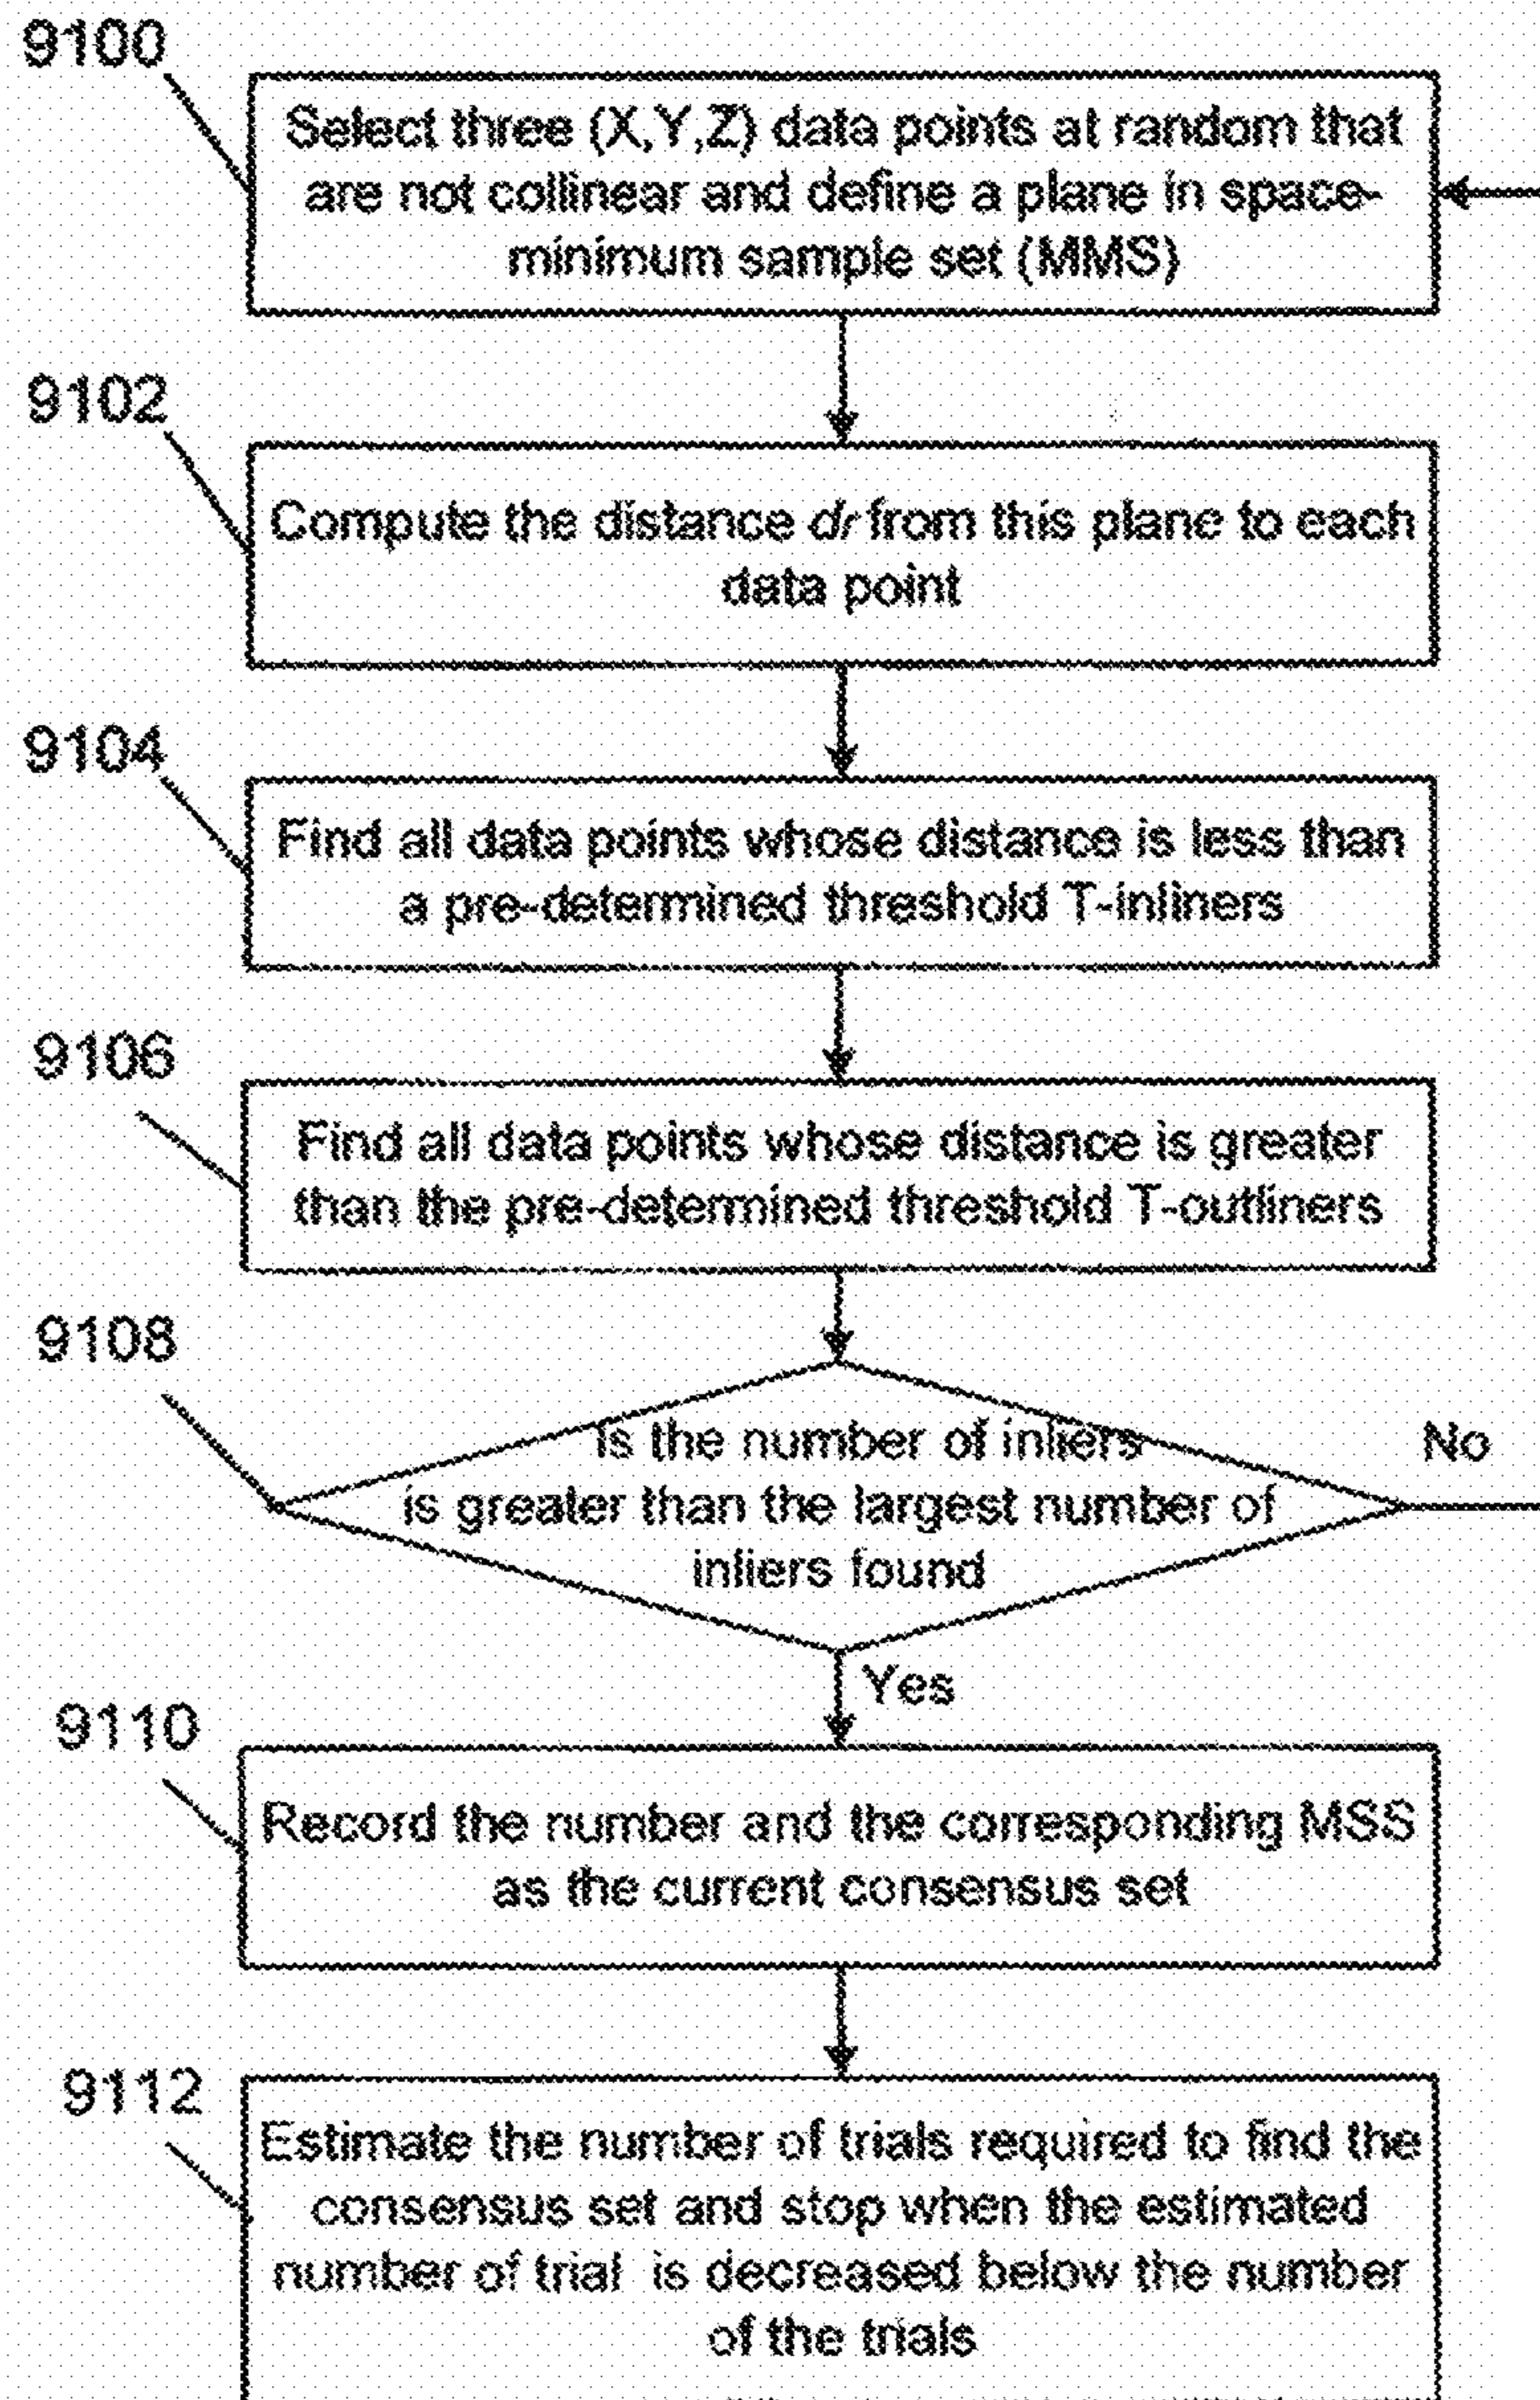 9100
Select three (X,Y,Z) data points at random that
are not collinear and define a plane in space-
minimum sample set (MMS)
9102
Compute the distance dr from this plane to each
data point
9104
Find all data points whose distance is less than
a pre-determined threshold T-inliners
9106
Find all data points whose distance is greater
than the pre-determined threshold T-outliners
9108
Is the number of inliers
is greater than the largest number of
inliers found
No
Yes
9110
Record the number and the corresponding MSS
as the current consensus set
9112
Estimate the number of trials required to find the
consensus set and stop when the estimated
number of trial is decreased below the number
of the trials